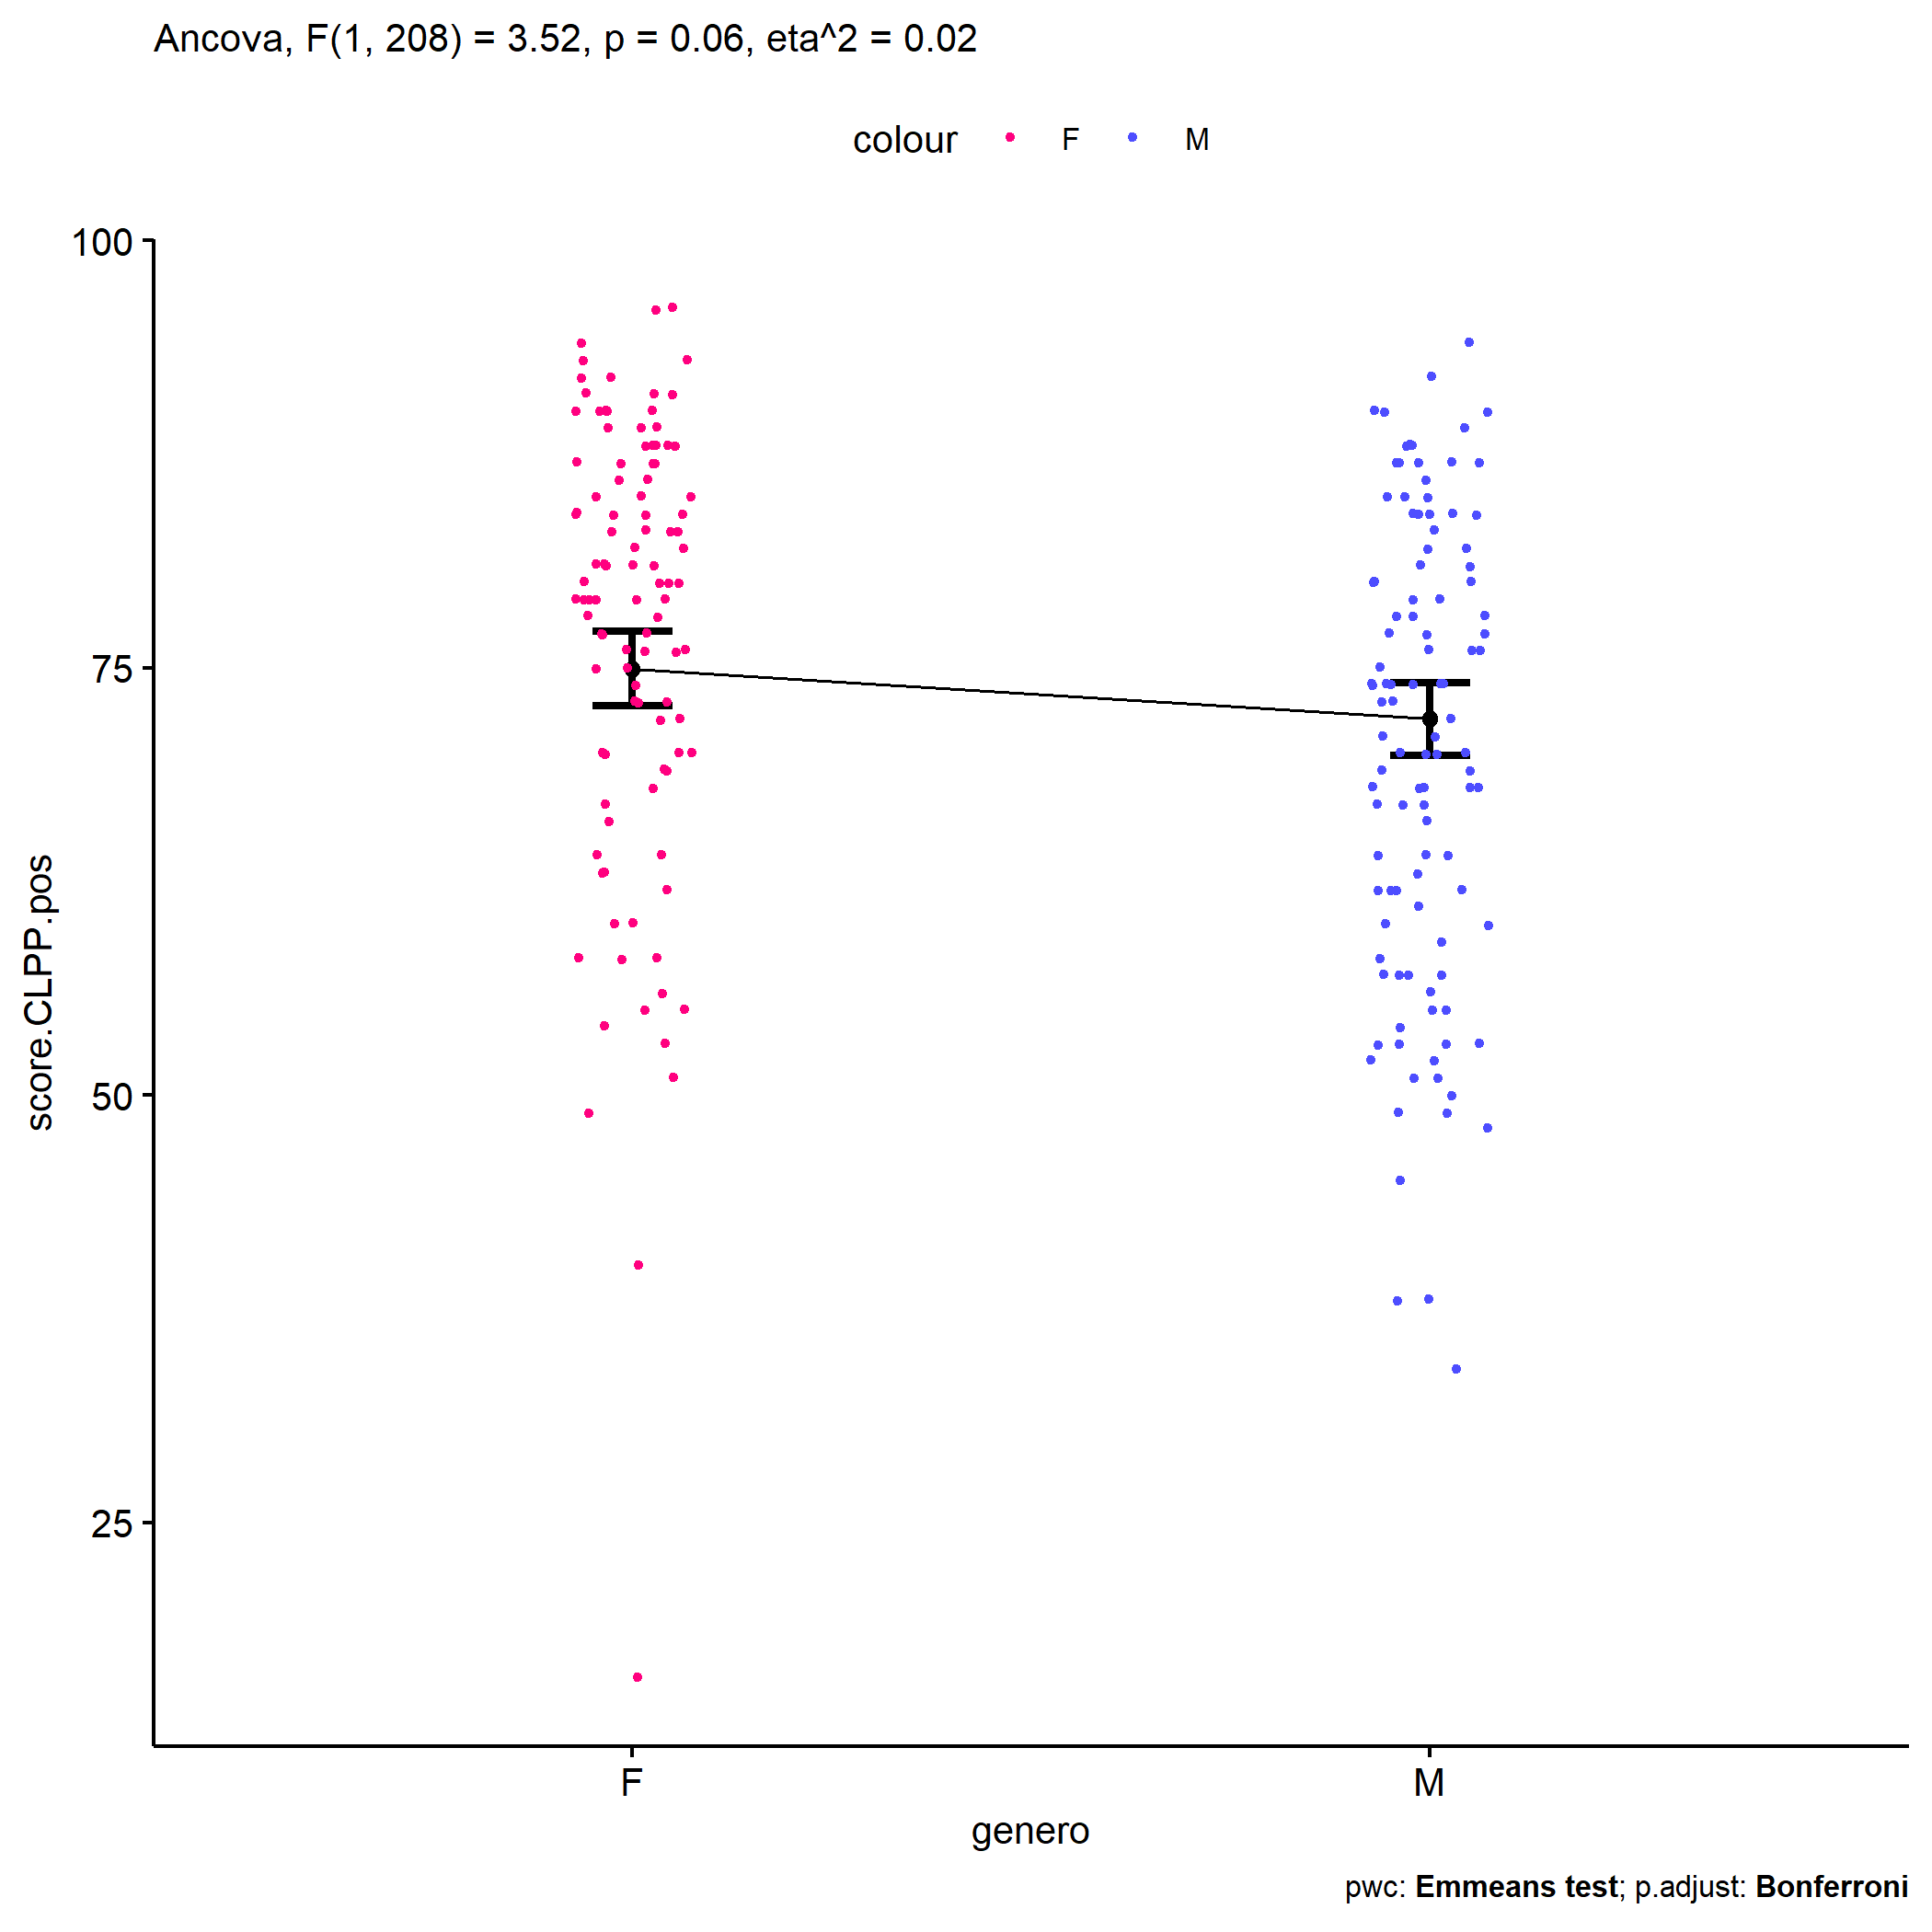 Ancova, F(1, 208) = 3.52, p = 0.06, eta^2 = 0.02
colour F M
100
75
50
25
score.CLPP.pos
F M
genero
pwc: Emmeans test; p.adjust: Bonferroni